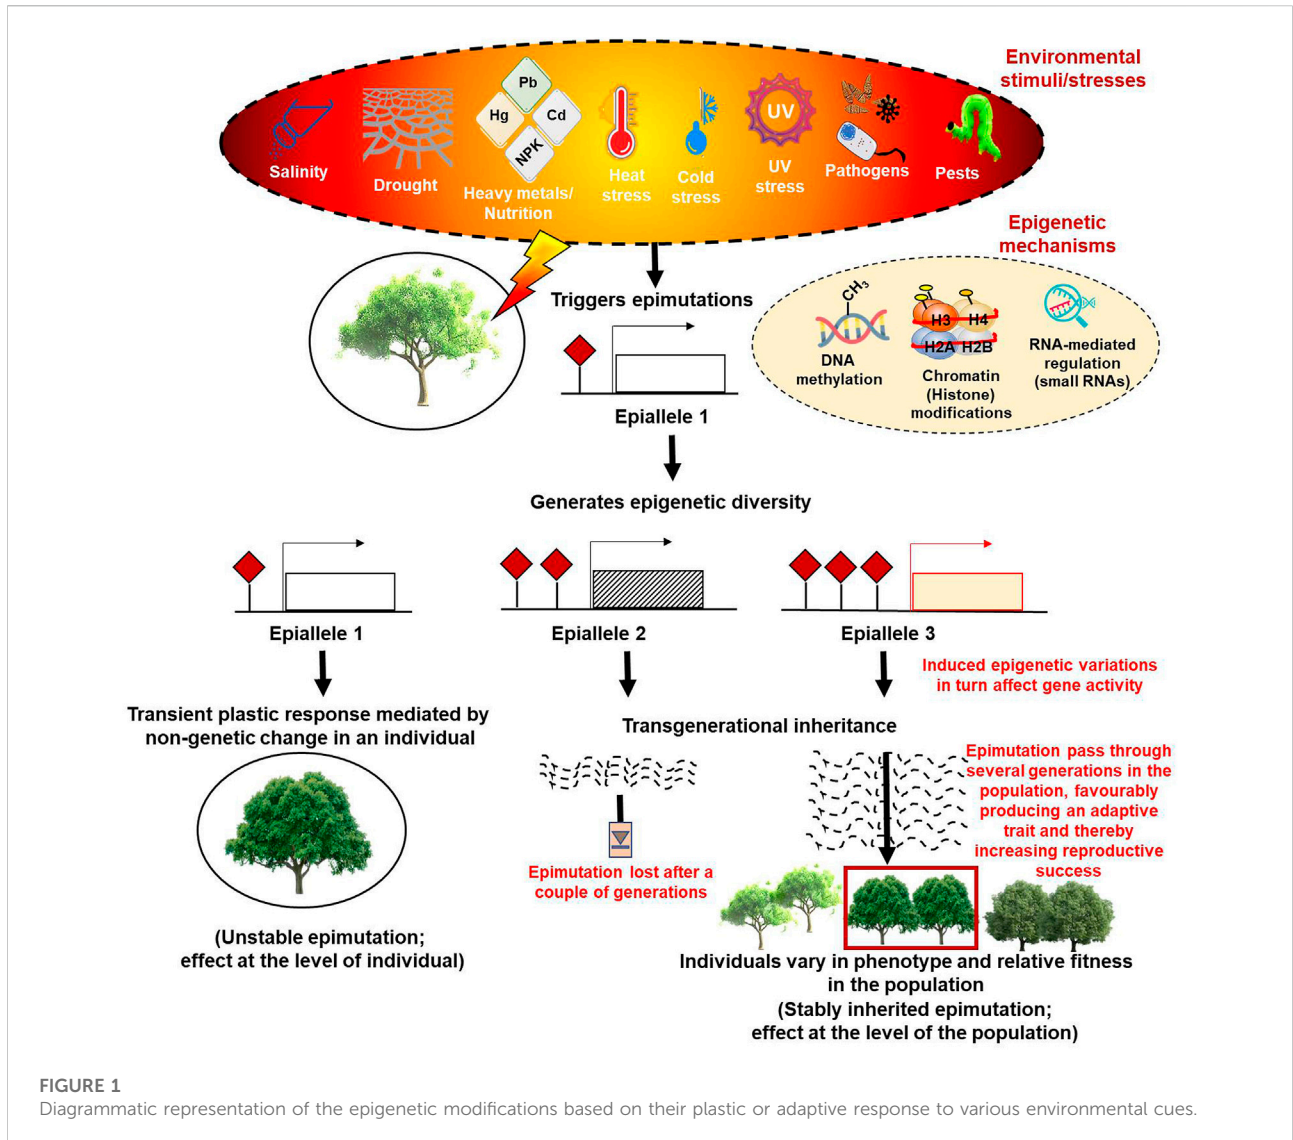 Environmental
stimuli/stresses
Pb
Hg
Cd
NPK
UV
Salinity
Drought
Heavy metals/
Nutrition
Heat
stress
Cold
stress
UV
stress
Pathogens
Pests
Epigenetic
mechanisms
Triggers epimutations
CH3
DNA
methylation
H3
H4
H2A
H2B
Chromatin
(Histone)
modifications
RNA-mediated
regulation
(small RNAs)
Epiallele 1
Generates epigenetic diversity
Epiallele 1
Epiallele 2
Epiallele 3
Induced epigenetic variations
in turn affect gene activity
Transient plastic response mediated by
non-genetic change in an individual
Transgenerational inheritance
Epimutation pass through
several generations in the
population, favourably
producing an adaptive
trait and thereby
increasing reproductive
success
Epimutation lost after a
couple of generations
(Unstable epimutation;
effect at the level of individual)
Individuals vary in phenotype and relative fitness
in the population
(Stably inherited epimutation;
effect at the level of the population)
FIGURE 1
Diagrammatic representation of the epigenetic modifications based on their plastic or adaptive response to various environmental cues.